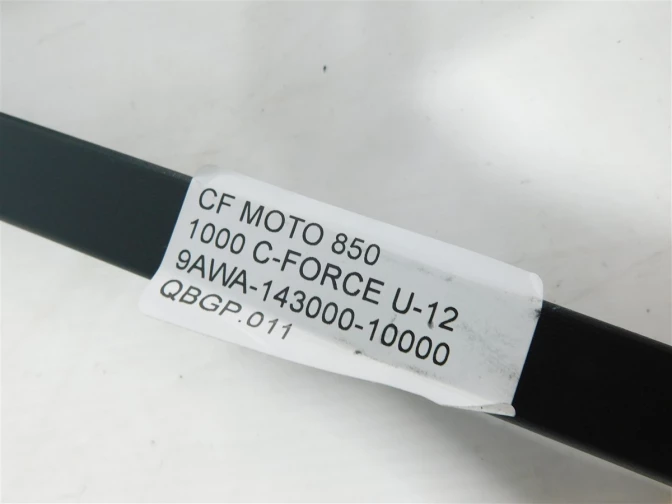 CF MOTO 850
1000 C-FORCE U-12
9AWA-143000-10000
QBGP.011